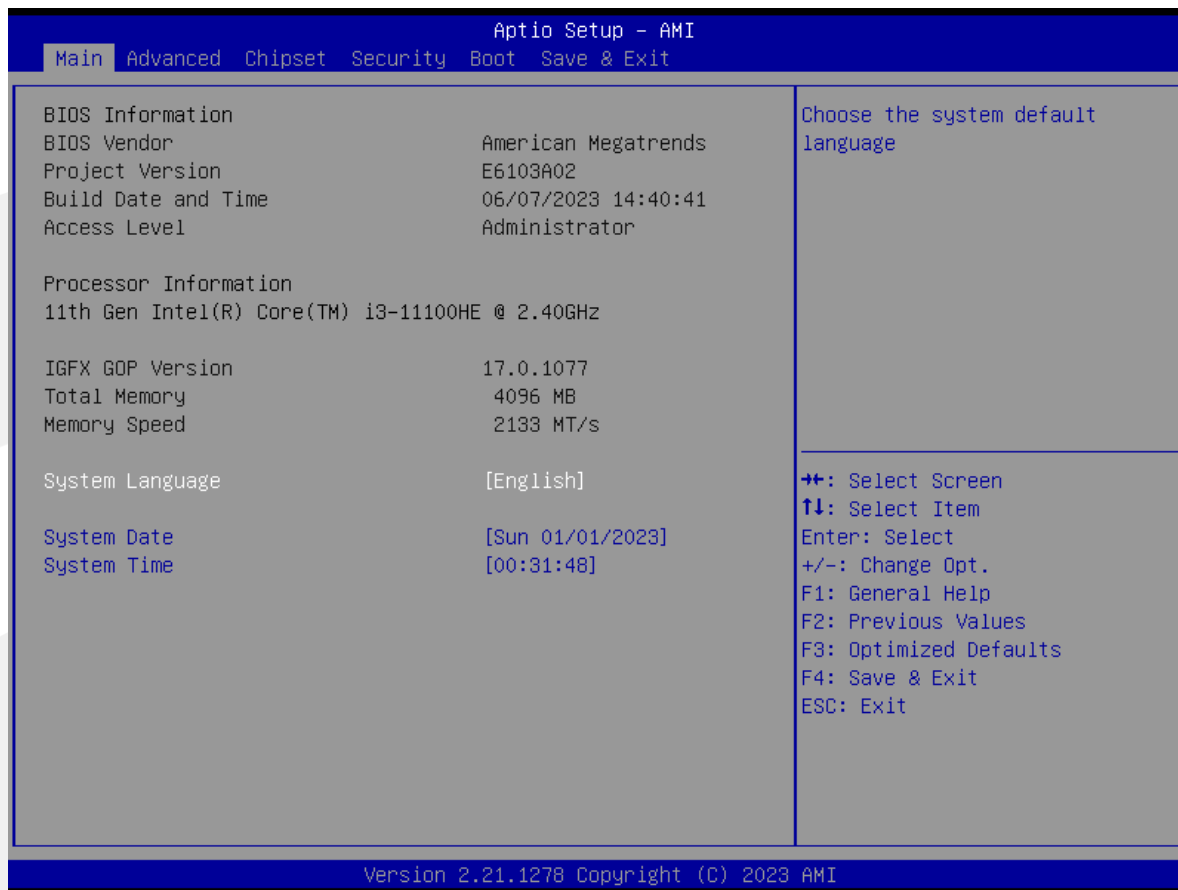 Aptio Setup - AMI
Main Advanced Chipset Security Boot Save & Exit
BIOS Information
BIOS Vendor American Megatrends
Project Version E6103A02
Build Date and Time 06/07/2023 14:40:41
Access Level Administrator
Processor Information
11th Gen Intel(R) Core(TM) i3-11100HE @ 2.40GHz
IGFX GOP Version 17.0.1077
Total Memory 4096 MB
Memory Speed 2133 MT/s
System Language [English]
System Date [Sun 01/01/2023]
System Time [00:31:48]
Choose the system default
language
→←: Select Screen
↑↓: Select Item
Enter: Select
+/-: Change Opt.
F1: General Help
F2: Previous Values
F3: Optimized Defaults
F4: Save & Exit
ESC: Exit
Version 2.21.1278 Copyright (C) 2023 AMI